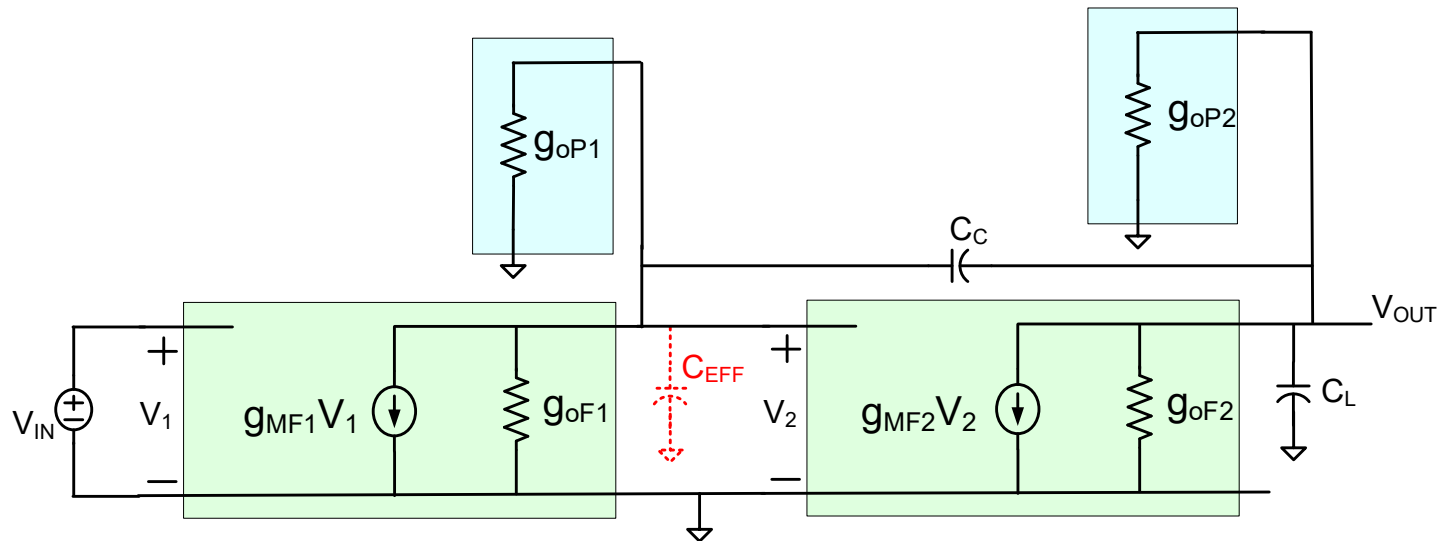 goP1
goP2
CC
VIN
+
V1
−
gMF1V1
goF1
CEFF
+
V2
−
gMF2V2
goF2
VOUT
CL